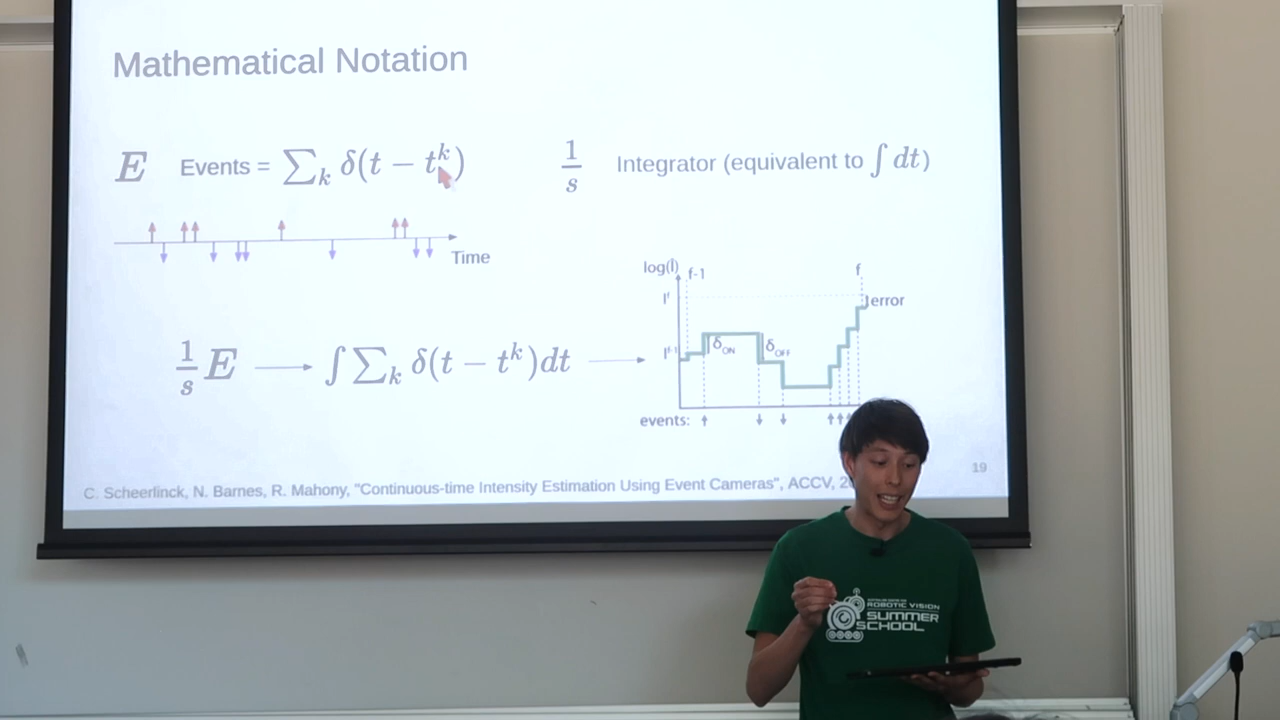 Mathematical Notation
E Events = ∑ₖ δ(t − tᵏ)
1/s Integrator (equivalent to ∫ dt)
Time
log(I) f-1 f
Iᶠ error
δON δOFF
1/s E ∫ ∑ₖ δ(t − tᵏ)dt
events:
19
C. Scheerlinck, N. Barnes, R. Mahony, "Continuous-time Intensity Estimation Using Event Cameras", ACCV,
ROBOTIC VISION
SUMMER
SCHOOL